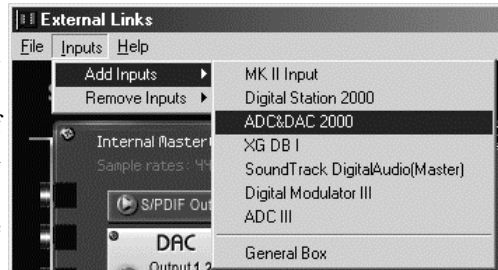 External Links
File Inputs Help
Add Inputs
Remove Inputs
MK II Input
Digital Station 2000
ADC&DAC 2000
XG DB I
SoundTrack DigitalAudio(Master)
Digital Modulator III
ADC III
General Box
Internal Master
Sample rates: 44
S/PDIF Out
DAC
Output 1,2